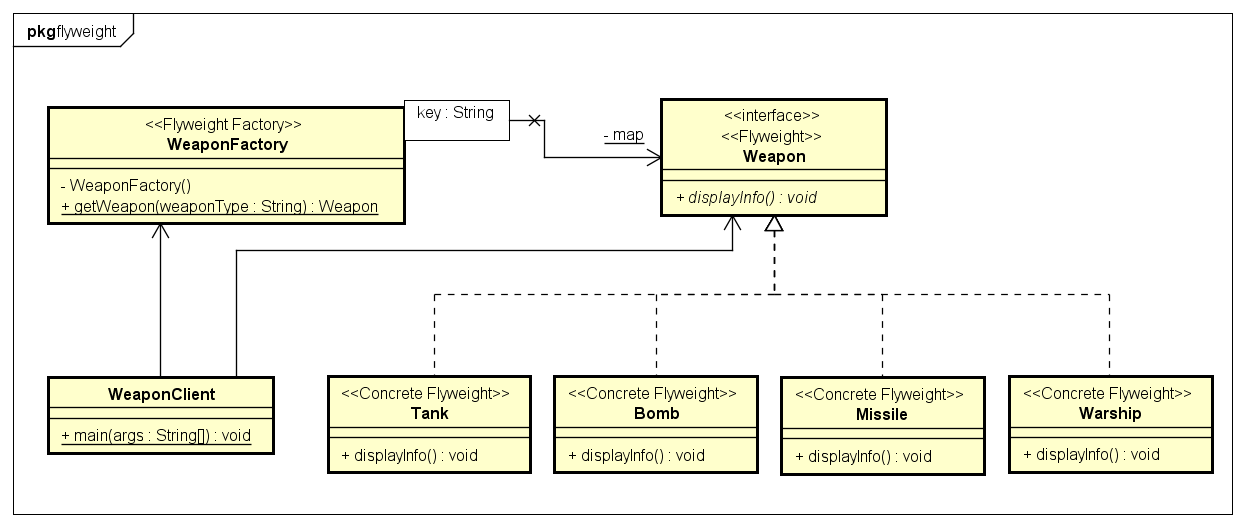 pkg flyweight
<<Flyweight Factory>>
WeaponFactory
- WeaponFactory()
+ getWeapon(weaponType : String) : Weapon
key : String
- map
<<interface>>
<<Flyweight>>
Weapon
+ displayInfo() : void
WeaponClient
+ main(args : String[]) : void
<<Concrete Flyweight>>
Tank
+ displayInfo() : void
<<Concrete Flyweight>>
Bomb
+ displayInfo() : void
<<Concrete Flyweight>>
Missile
+ displayInfo() : void
<<Concrete Flyweight>>
Warship
+ displayInfo() : void